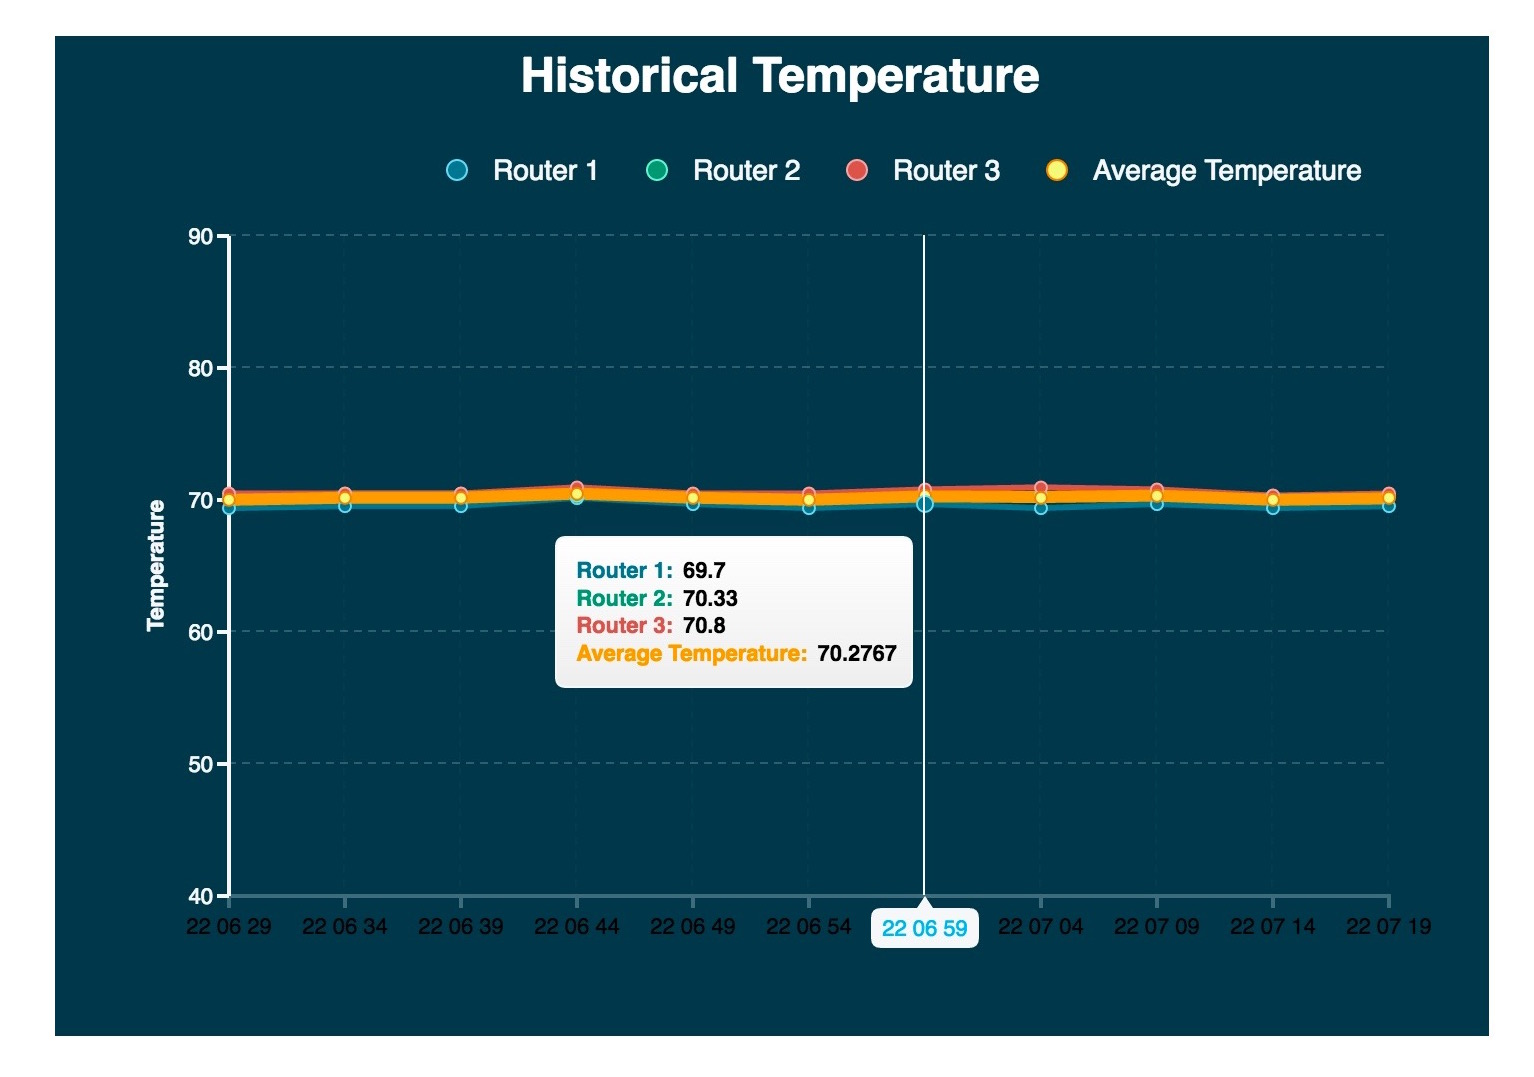 Historical Temperature
Router 1 Router 2 Router 3 Average Temperature
90
80
70
60
50
40
Temperature
Router 1: 69.7
Router 2: 70.33
Router 3: 70.8
Average Temperature: 70.2767
22 06 29 22 06 34 22 06 39 22 06 44 22 06 49 22 06 54 22 06 59 22 07 04 22 07 09 22 07 14 22 07 19